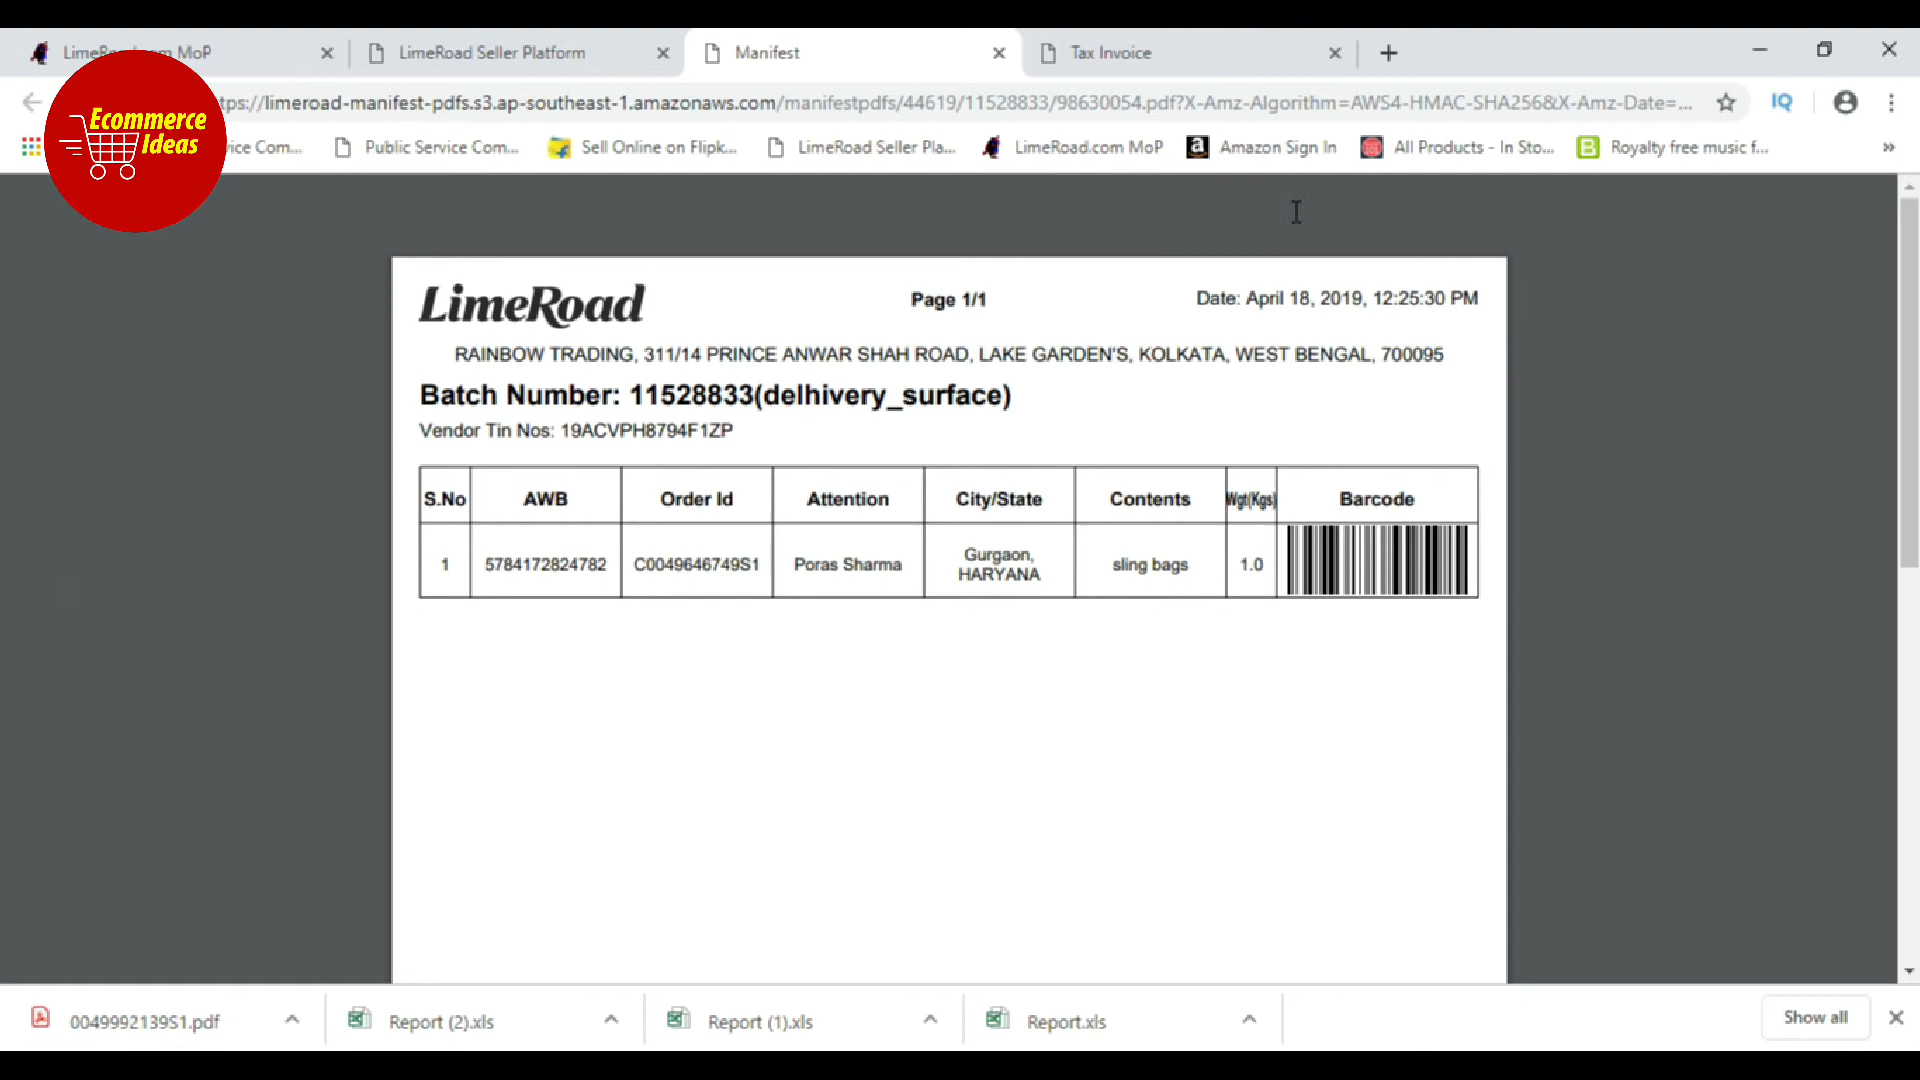 LimeRoad.com MoP
LimeRoad Seller Platform
Manifest
Tax Invoice
Ecommerce
Ideas
tps://limeroad-manifest-pdfs.s3.ap-southeast-1.amazonaws.com/manifestpdfs/44619/11528833/98630054.pdf?X-Amz-Algorithm=AWS4-HMAC-SHA256&X-Amz-Date=...
IQ
vice Com...
Public Service Com...
Sell Online on Flipk...
LimeRoad Seller Pla...
LimeRoad.com MoP
Amazon Sign In
All Products - In Sto...
Royalty free music f...
»
LimeRoad
Page 1/1
Date: April 18, 2019, 12:25:30 PM
RAINBOW TRADING, 311/14 PRINCE ANWAR SHAH ROAD, LAKE GARDEN'S, KOLKATA, WEST BENGAL, 700095
Batch Number: 11528833(delhivery_surface)
Vendor Tin Nos: 19ACVPH8794F1ZP
S.No AWB Order Id Attention City/State Contents Wgt(Kgs) Barcode
1 5784172824782 C0049646749S1 Poras Sharma Gurgaon, HARYANA sling bags 1.0
0049992139S1.pdf
Report (2).xls
Report (1).xls
Report.xls
Show all